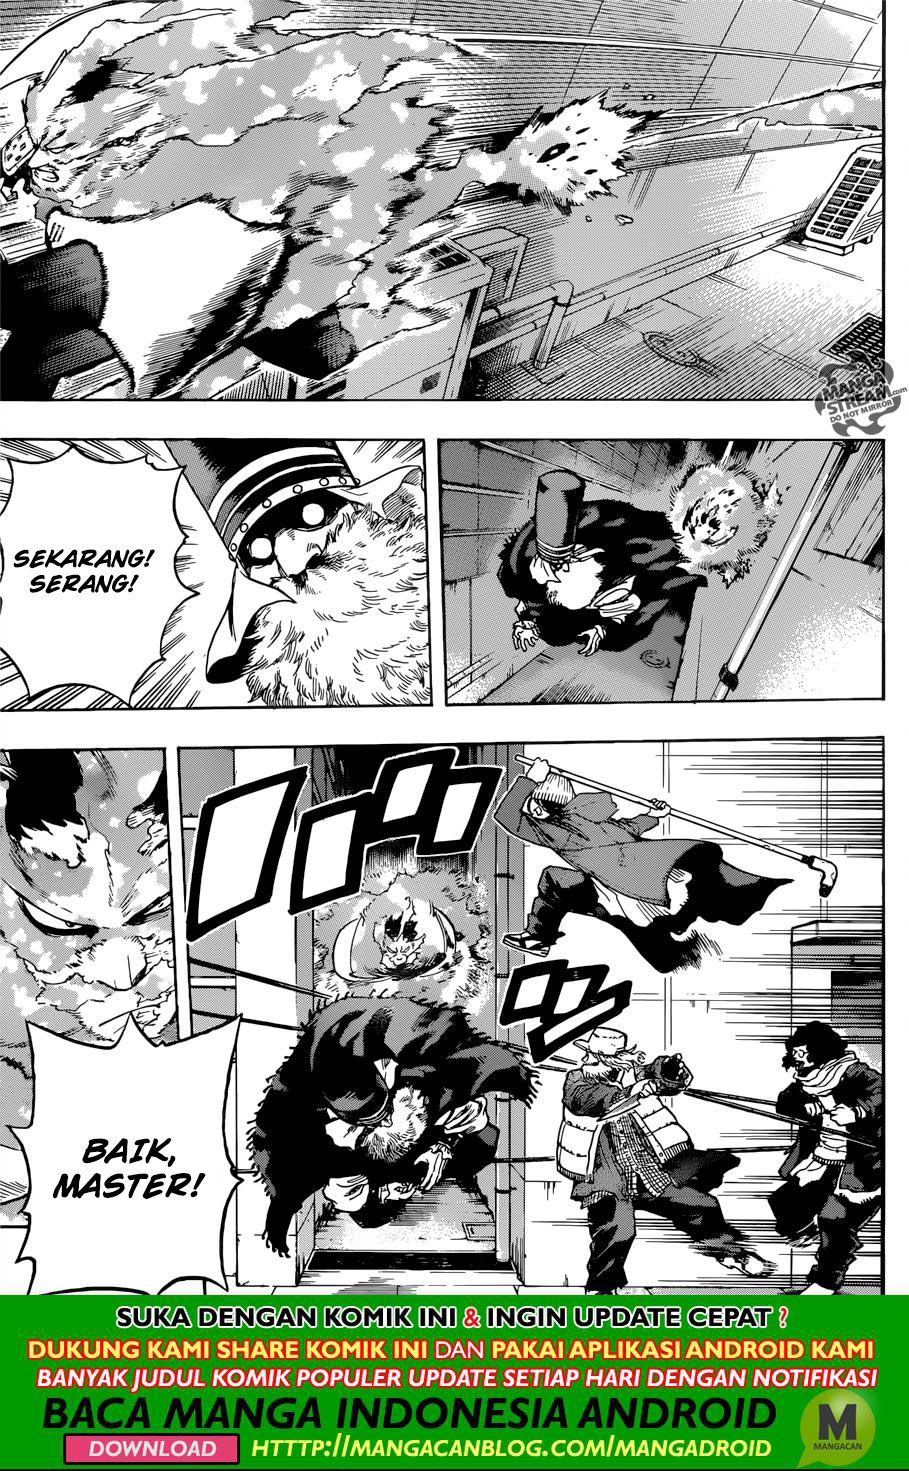 MANGA
STREAM.com
DO NOT MIRROR
SEKARANG!
SERANG!
BAIK,
MASTER!
SUKA DENGAN KOMIK INI & INGIN UPDATE CEPAT ?
DUKUNG KAMI SHARE KOMIK INI DAN PAKAI APLIKASI ANDROID KAMI
BANYAK JUDUL KOMIK POPULER UPDATE SETIAP HARI DENGAN NOTIFIKASI
BACA MANGA INDONESIA ANDROID
M
MANGACAN
DOWNLOAD HTTTP://MANGACANBLOG.COM/MANGADROID